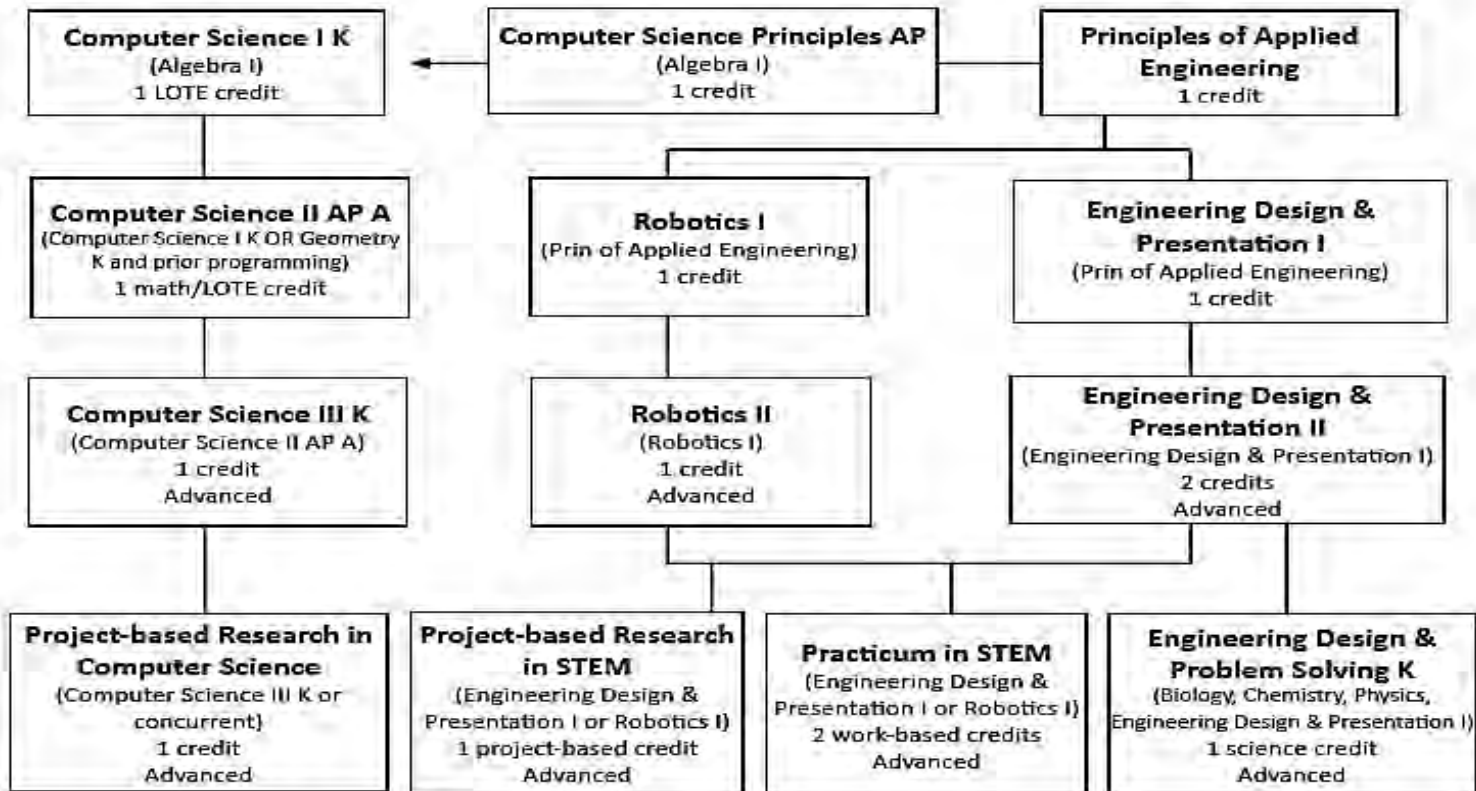 Computer Science I K
(Algebra I)
1 LOTE credit
Computer Science Principles AP
(Algebra I)
1 credit
Principles of Applied
Engineering
1 credit
Computer Science II AP A
(Computer Science I K OR Geometry
K and prior programming)
1 math/LOTE credit
Robotics I
(Prin of Applied Engineering)
1 credit
Engineering Design &
Presentation I
(Prin of Applied Engineering)
1 credit
Computer Science III K
(Computer Science II AP A)
1 credit
Advanced
Robotics II
(Robotics I)
1 credit
Advanced
Engineering Design &
Presentation II
(Engineering Design & Presentation I)
2 credits
Advanced
Project-based Research in
Computer Science
(Computer Science III K or
concurrent)
1 credit
Advanced
Project-based Research
in STEM
(Engineering Design &
Presentation I or Robotics I)
1 project-based credit
Advanced
Practicum in STEM
(Engineering Design &
Presentation I or Robotics I)
2 work-based credits
Advanced
Engineering Design &
Problem Solving K
(Biology, Chemistry, Physics,
Engineering Design & Presentation I)
1 science credit
Advanced